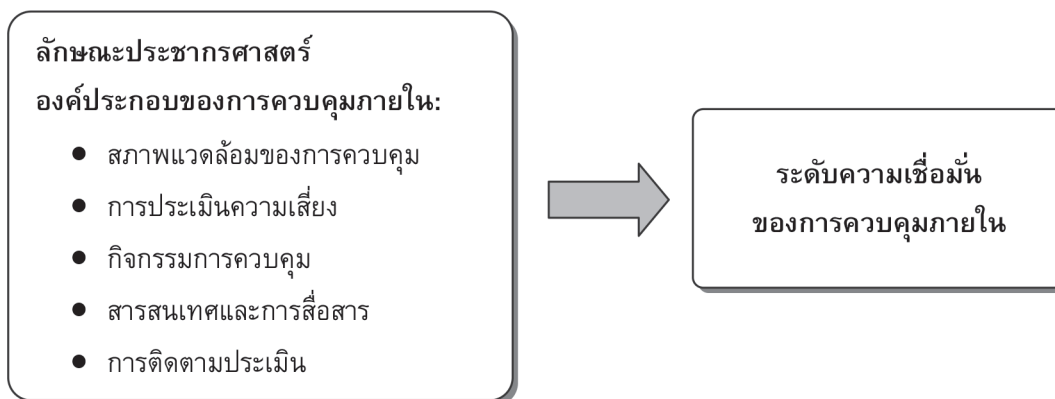 ลักษณะประชากรศาสตร์
องค์ประกอบของการควบคุมภายใน:
● สภาพแวดล้อมของการควบคุม
● การประเมินความเสี่ยง
● กิจกรรมการควบคุม
● สารสนเทศและการสื่อสาร
● การติดตามประเมิน
ระดับความเชื่อมั่น
ของการควบคุมภายใน